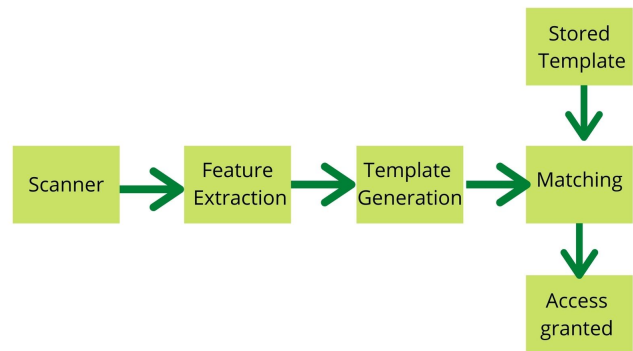 Stored
Template
Scanner
Feature
Extraction
Template
Generation
Matching
Access
granted